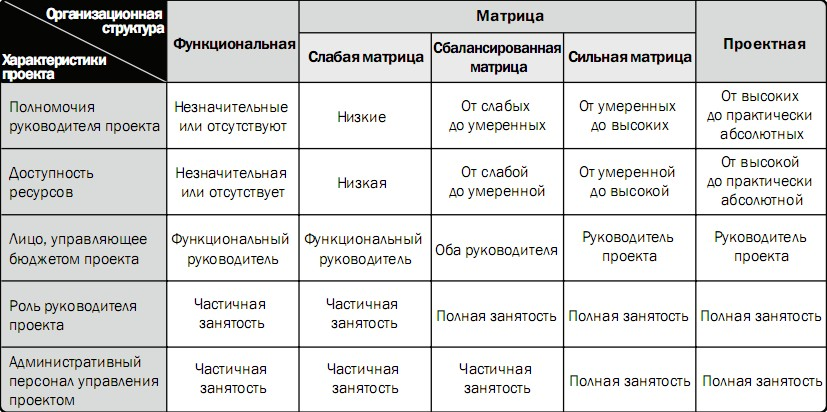 Организационная
структура
Характеристики
проекта
Функциональная
Матрица
Слабая матрица
Сбалансированная
матрица
Сильная матрица
Проектная
Полномочия
руководителя проекта
Незначительные
или отсутствуют
Низкие
От слабых
до умеренных
От умеренных
до высоких
От высоких
до практически
абсолютных
Доступность
ресурсов
Незначительная
или отсутствует
Низкая
От слабой
до умеренной
От умеренной
до высокой
От высокой
до практически
абсолютной
Лицо, управляющее
бюджетом проекта
Функциональный
руководитель
Функциональный
руководитель
Оба руководителя
Руководитель
проекта
Руководитель
проекта
Роль руководителя
проекта
Частичная
занятость
Частичная
занятость
Полная занятость
Полная занятость
Полная занятость
Административный
персонал управления
проектом
Частичная
занятость
Частичная
занятость
Частичная
занятость
Полная занятость
Полная занятость